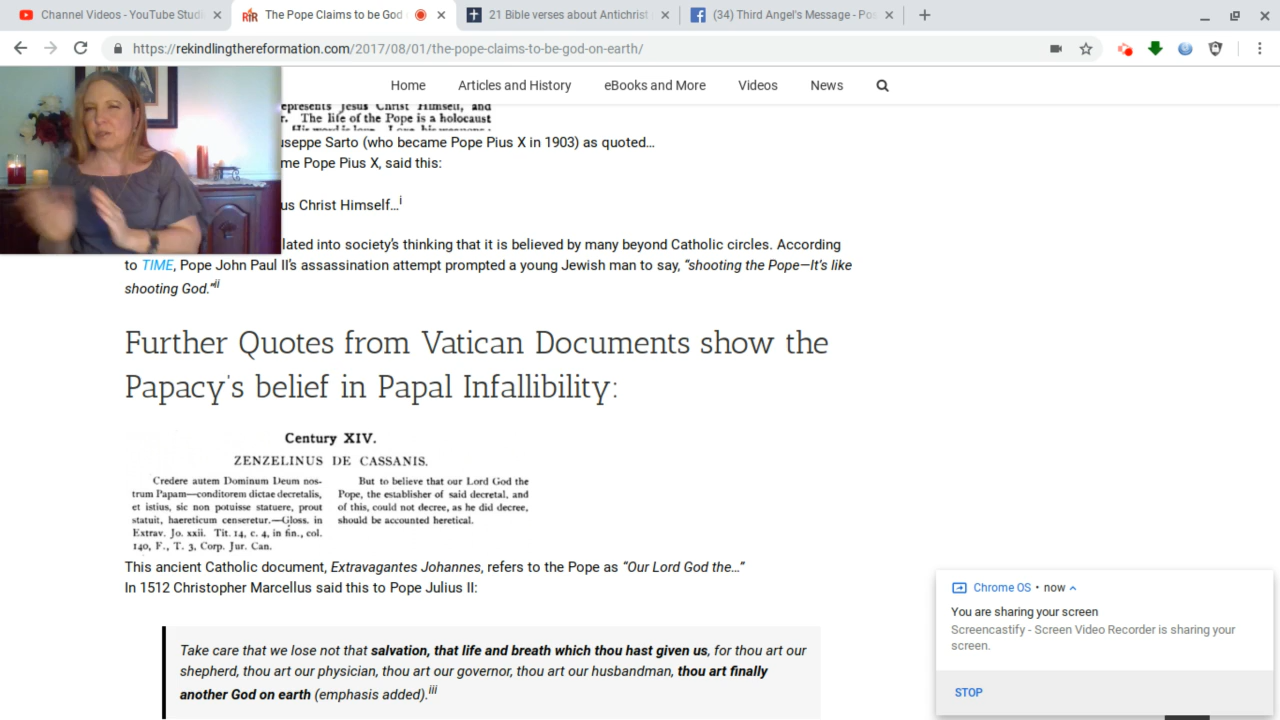 Channel Videos - YouTube Stud
The Pope Claims to be God
21 Bible verses about Antichrist
(34) Third Angel's Message - Pos
https://rekindlingthereformation.com/2017/08/01/the-pope-claims-to-be-god-on-earth/
Home Articles and History eBooks and More Videos News
epresents Jesus Christ Himself, and
r. The life of the Pope is a holocaust
useppe Sarto (who became Pope Pius X in 1903) as quoted…
me Pope Pius X, said this:
us Christ Himself…i
lated into society's thinking that it is believed by many beyond Catholic circles. According
to TIME, Pope John Paul II's assassination attempt prompted a young Jewish man to say, “shooting the Pope—It's like
shooting God.”ii
Further Quotes from Vatican Documents show the
Papacy's belief in Papal Infallibility:
Century XIV.
ZENZELINUS DE CASSANIS.
Credere autem Dominum Deum nos-
trum Papam—conditorem dictae decretalis,
et istius, sic non potuisse statuere, prout
statuit, haereticum censeretur.—Gloss. in
Extrav. Jo. xxii. Tit. 14, c. 4, in fin., col.
140, F., T. 3, Corp. Jur. Can.
But to believe that our Lord God the
Pope, the establisher of said decretal, and
of this, could not decree, as he did decree,
should be accounted heretical.
This ancient Catholic document, Extravagantes Johannes, refers to the Pope as “Our Lord God the…”
In 1512 Christopher Marcellus said this to Pope Julius II:
Take care that we lose not that salvation, that life and breath which thou hast given us, for thou art our
shepherd, thou art our physician, thou art our governor, thou art our husbandman, thou art finally
another God on earth (emphasis added).iii
Chrome OS • now
You are sharing your screen
Screencastify - Screen Video Recorder is sharing your
screen.
STOP